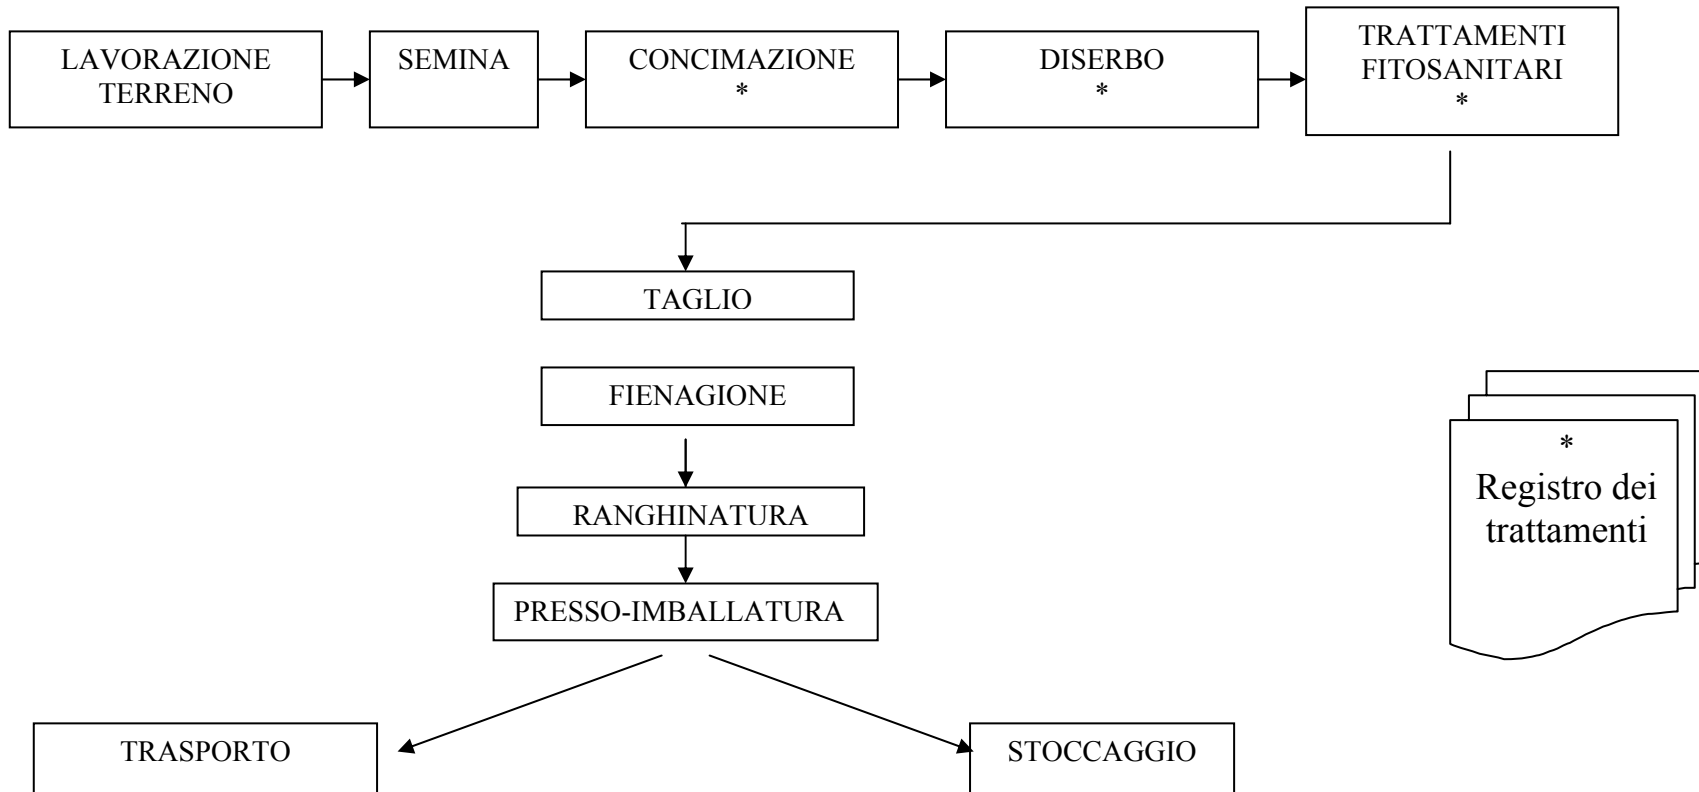 LAVORAZIONE
TERRENO
SEMINA
CONCIMAZIONE
*
DISERBO
*
TRATTAMENTI
FITOSANITARI
*
TAGLIO
FIENAGIONE
RANGHINATURA
PRESSO-IMBALLATURA
TRASPORTO
STOCCAGGIO
*
Registro dei
trattamenti